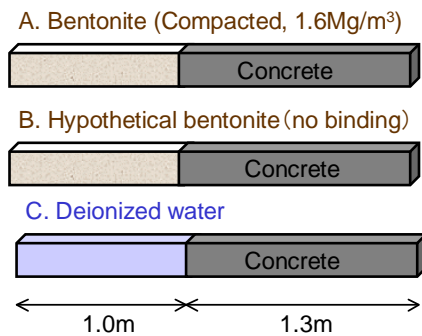 A. Bentonite (Compacted, 1.6Mg/m³)
Concrete
B. Hypothetical bentonite（no binding）
Concrete
C. Deionized water
Concrete
1.0m 1.3m